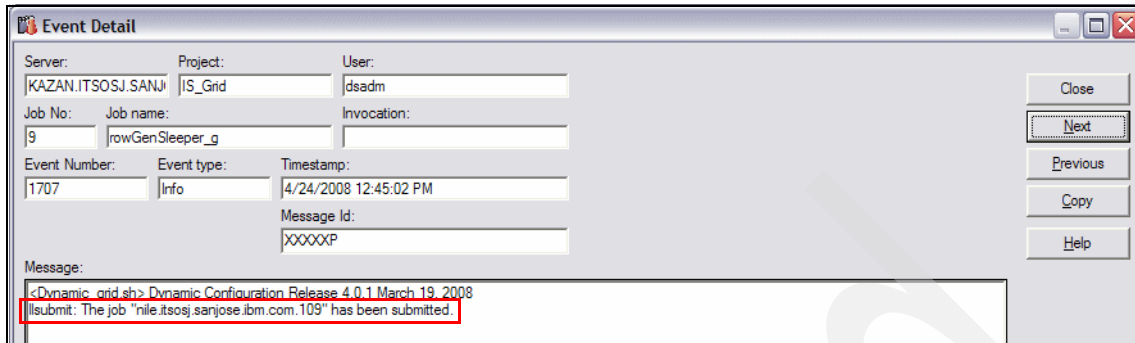 Event Detail
Server: Project: User:
KAZAN.ITSOSJ.SANJ IS_Grid dsadm
Close
Job No: Job name: Invocation:
9 rowGenSleeper_g
Next
Event Number: Event type: Timestamp:
Previous
1707 Info 4/24/2008 12:45:02 PM
Copy
Message Id:
XXXXXP
Help
Message:
<Dynamic_grid.sh> Dynamic Configuration Release 4.0.1 March 19, 2008
llsubmit: The job "nile.itsosj.sanjose.ibm.com.109" has been submitted.